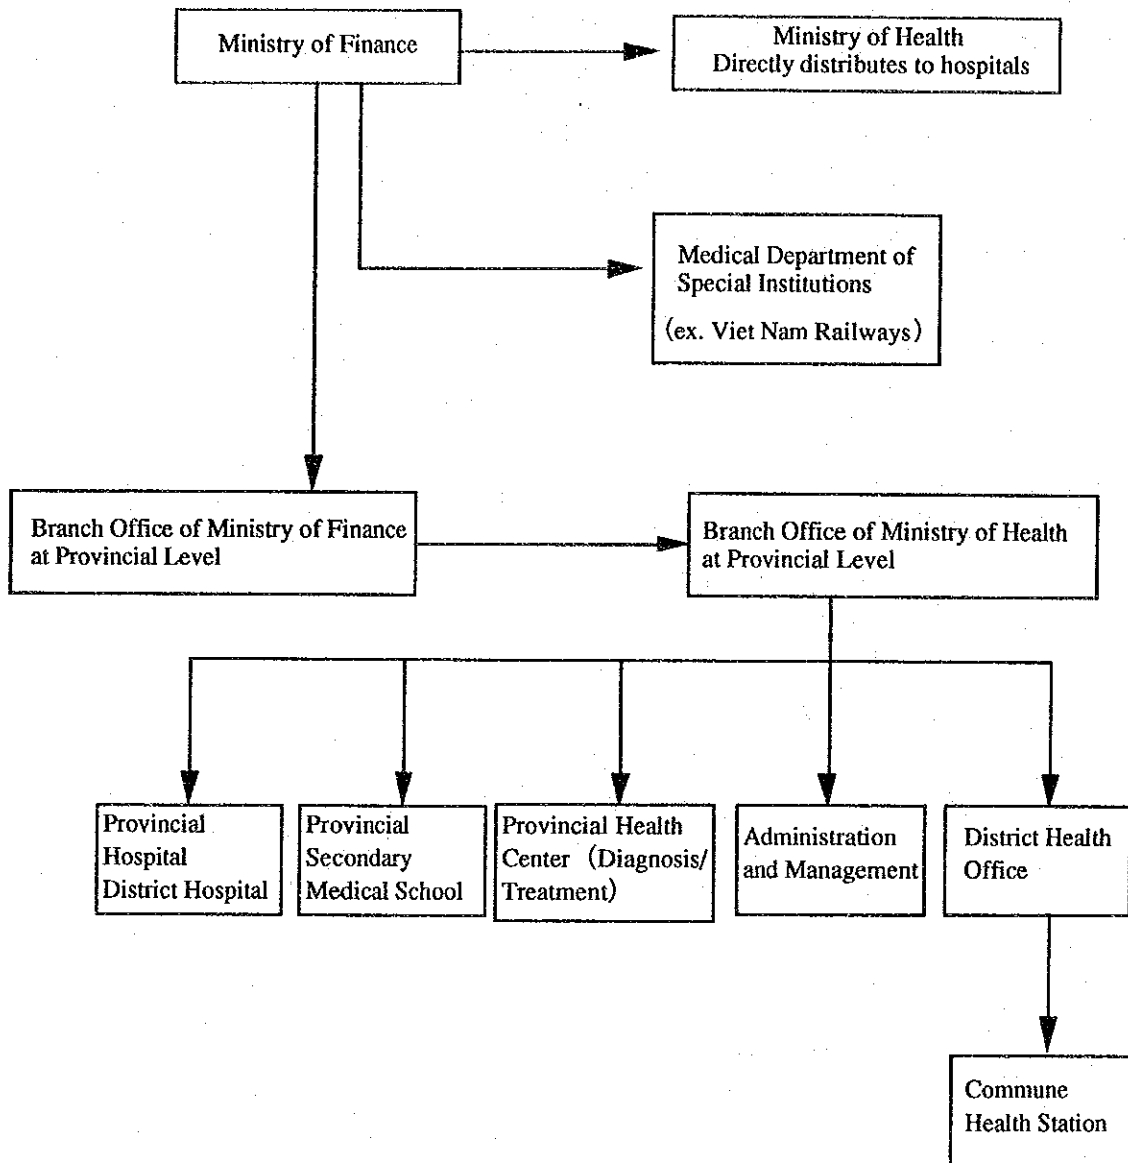 Ministry of Finance
Ministry of Health
Directly distributes to hospitals
Medical Department of
Special Institutions
(ex. Viet Nam Railways)
Branch Office of Ministry of Finance
at Provincial Level
Branch Office of Ministry of Health
at Provincial Level
Provincial
Hospital
District Hospital
Provincial
Secondary
Medical School
Provincial Health
Center (Diagnosis/
Treatment)
Administration
and Management
District Health
Office
Commune
Health Station